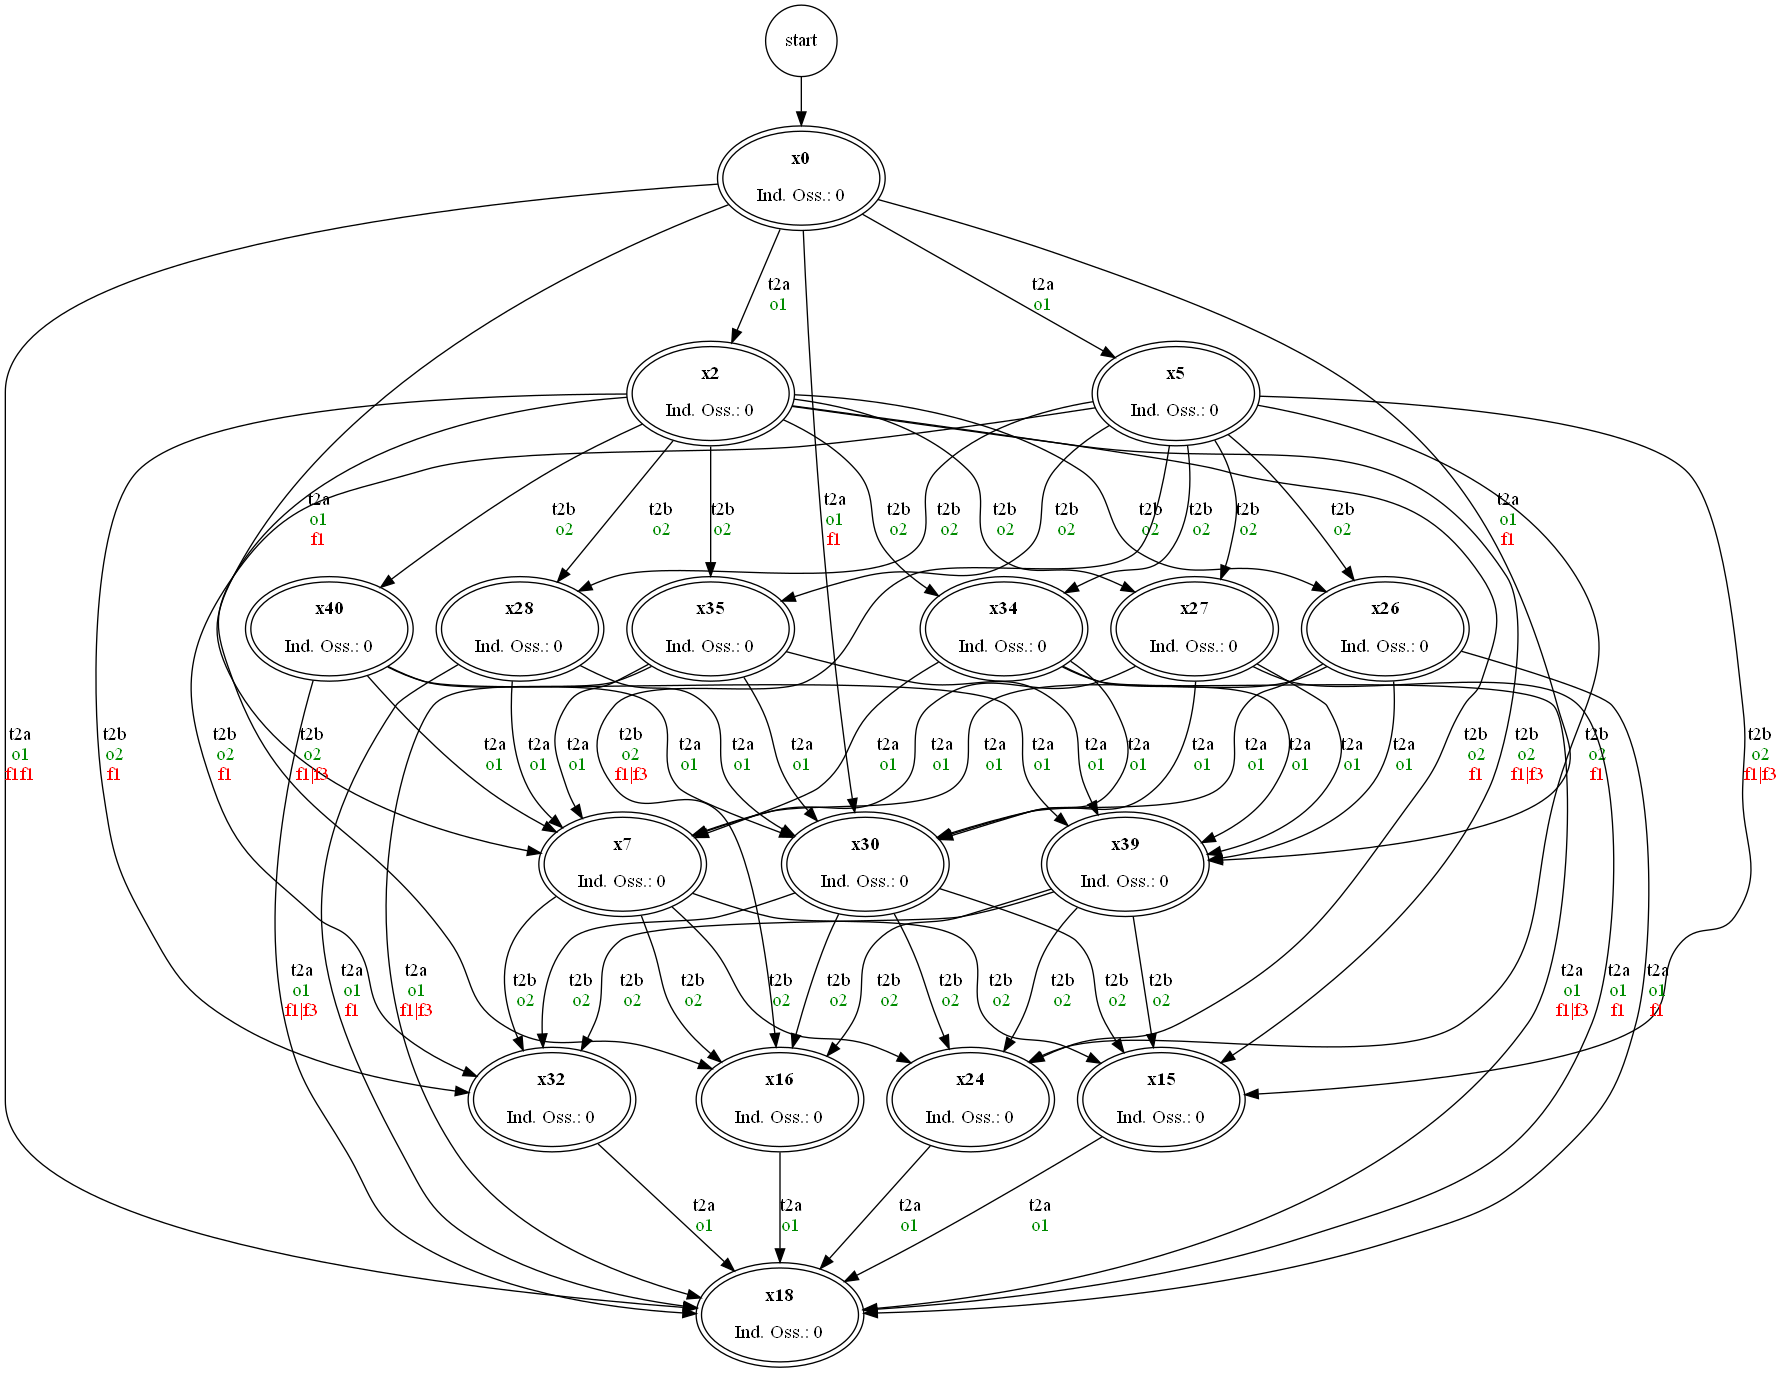 start
x0
Ind. Oss.: 0
t2a
o1
t2a
o1
x2
Ind. Oss.: 0
x5
Ind. Oss.: 0
t2a
o1
f1
t2b
o2
t2b
o2
t2b
o2
t2a
o1
f1
t2b
o2
t2b
o2
t2b
o2
t2b
o2
t2b
o2
t2b
o2
t2b
o2
t2b
o2
t2a
o1
f1
x40
Ind. Oss.: 0
x28
Ind. Oss.: 0
x35
Ind. Oss.: 0
x34
Ind. Oss.: 0
x27
Ind. Oss.: 0
x26
Ind. Oss.: 0
t2a
o1
f1f1
t2b
o2
f1
t2b
o2
f1
t2b
o2
f1|f3
t2a
o1
t2a
o1
t2a
o1
t2b
o2
f1|f3
t2a
o1
t2a
o1
t2a
o1
t2a
o1
t2a
o1
t2a
o1
t2a
o1
t2a
o1
t2a
o1
t2a
o1
t2a
o1
t2a
o1
t2a
o1
t2b
o2
f1
t2b
o2
f1|f3
t2b
o2
f1
t2b
o2
f1|f3
x7
Ind. Oss.: 0
x30
Ind. Oss.: 0
x39
Ind. Oss.: 0
t2a
o1
f1|f3
t2a
o1
f1
t2a
o1
f1|f3
t2b
o2
t2b
o2
t2b
o2
t2b
o2
t2b
o2
t2b
o2
t2b
o2
t2b
o2
t2b
o2
t2b
o2
t2b
o2
t2b
o2
t2a
o1
f1|f3
t2a
o1
f1
t2a
o1
f1
x32
Ind. Oss.: 0
x16
Ind. Oss.: 0
x24
Ind. Oss.: 0
x15
Ind. Oss.: 0
t2a
o1
t2a
o1
t2a
o1
t2a
o1
x18
Ind. Oss.: 0